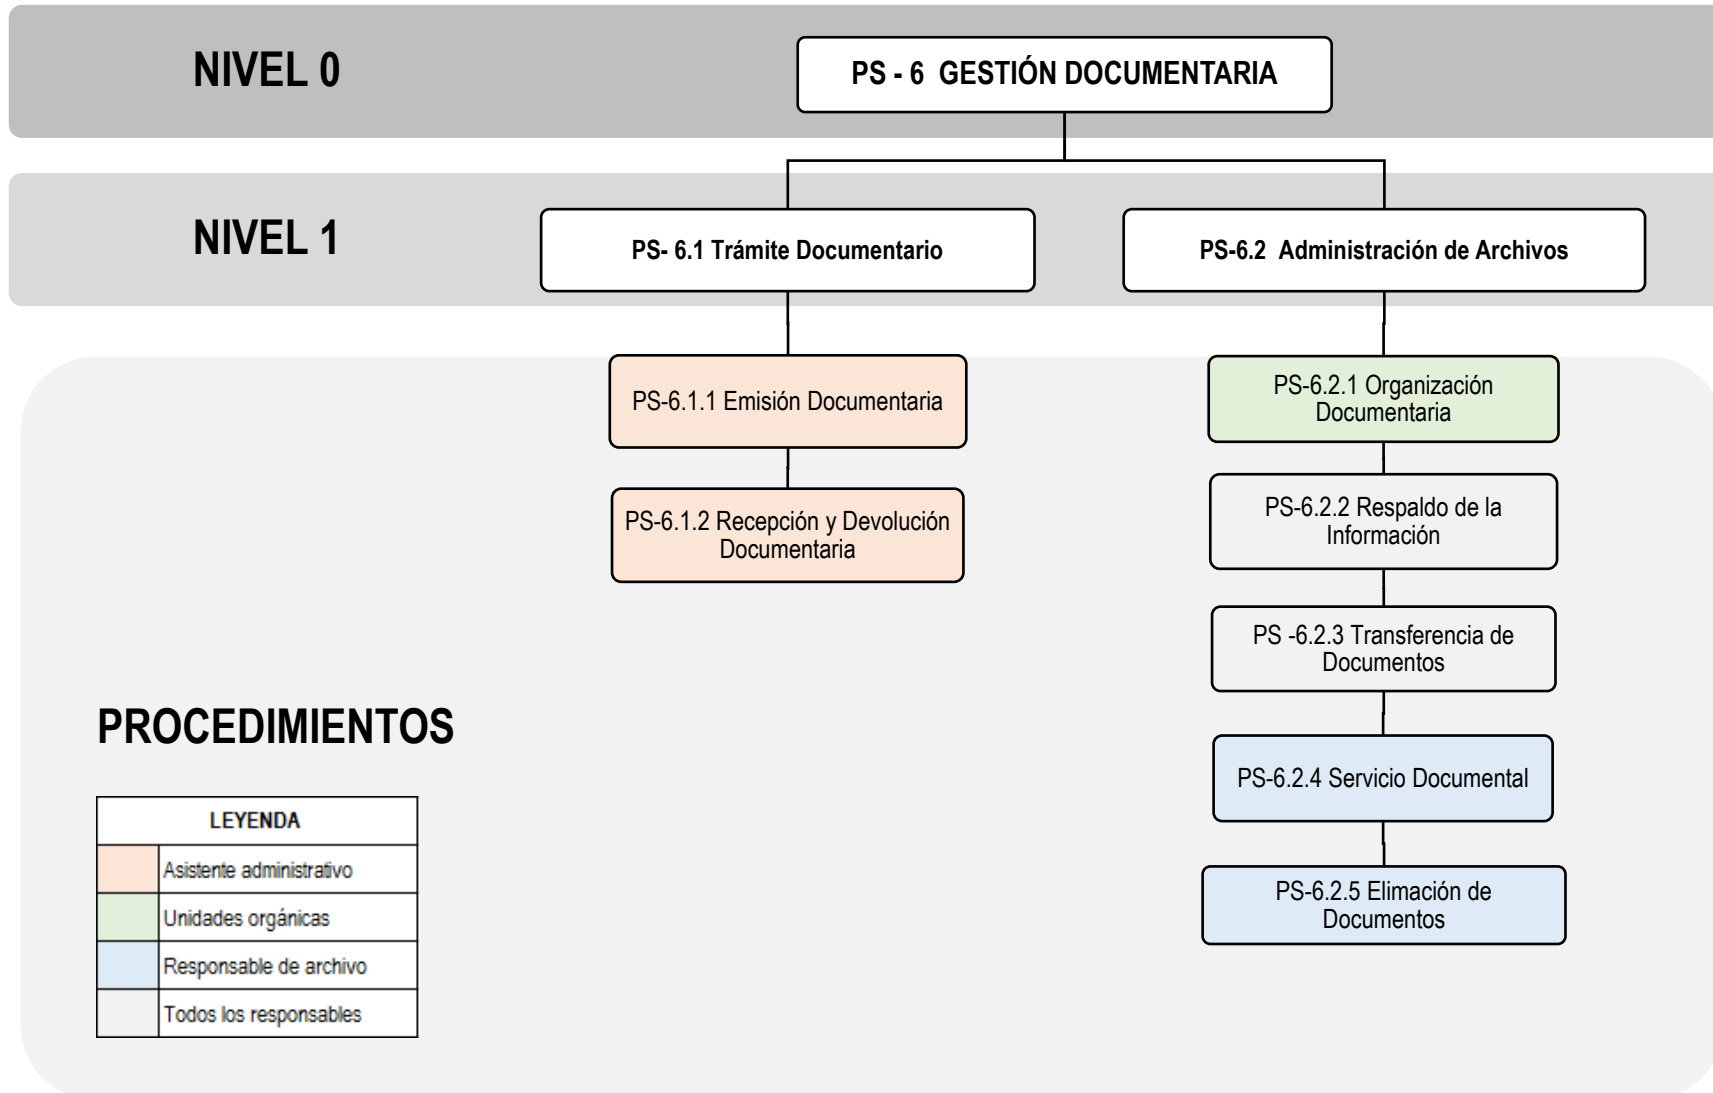 NIVEL 0
PS - 6 GESTIÓN DOCUMENTARIA
NIVEL 1
PS- 6.1 Trámite Documentario
PS-6.2 Administración de Archivos
PS-6.1.1 Emisión Documentaria
PS-6.1.2 Recepción y Devolución
Documentaria
PS-6.2.1 Organización
Documentaria
PS-6.2.2 Respaldo de la
Información
PS -6.2.3 Transferencia de
Documentos
PS-6.2.4 Servicio Documental
PS-6.2.5 Elimación de
Documentos
PROCEDIMIENTOS
LEYENDA
Asistente administrativo
Unidades orgánicas
Responsable de archivo
Todos los responsables